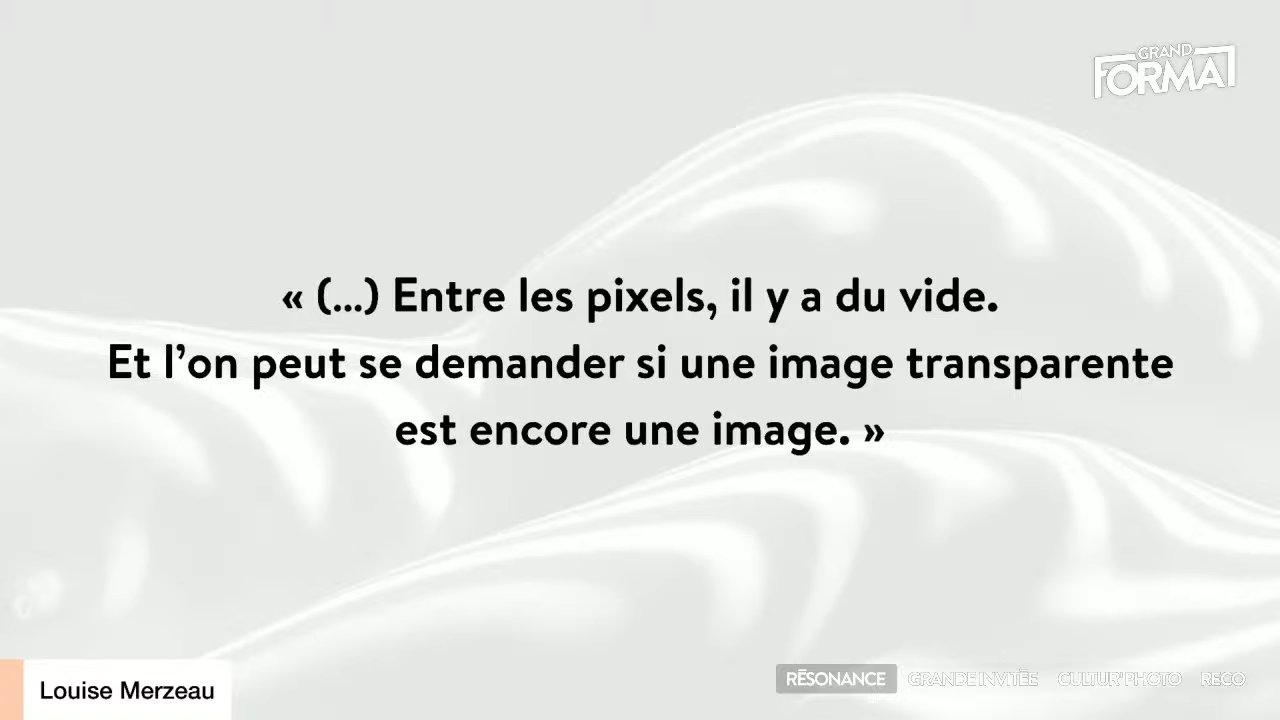 GRAND
FORMAT
« (...) Entre les pixels, il y a du vide.
Et l’on peut se demander si une image transparente
est encore une image. »
Louise Merzeau
RÉSONANCE GRANDE INVITÉE CULTUR'PHOTO RECO